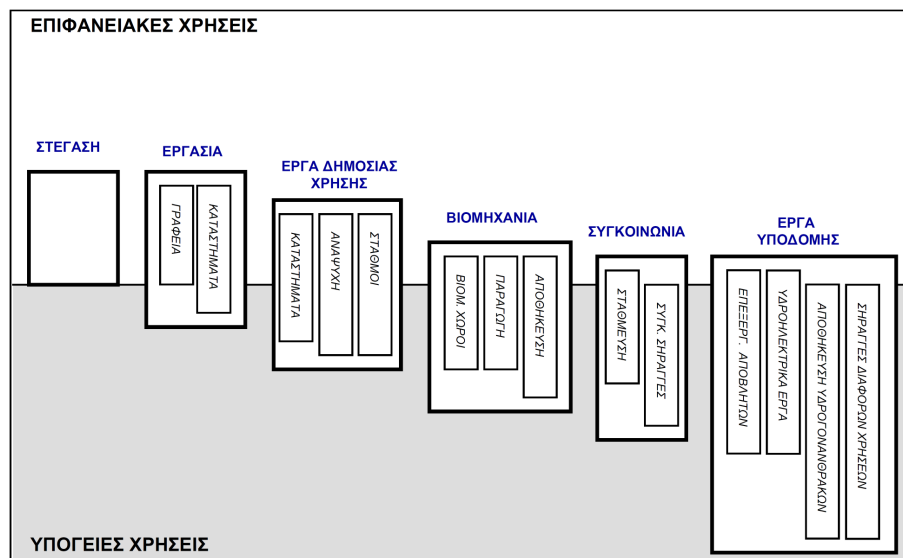 ΕΠΙΦΑΝΕΙΑΚΕΣ ΧΡΗΣΕΙΣ
ΣΤΕΓΑΣΗ
ΕΡΓΑΣΙΑ
ΓΡΑΦΕΙΑ
ΚΑΤΑΣΤΗΜΑΤΑ
ΕΡΓΑ ΔΗΜΟΣΙΑΣ
ΧΡΗΣΗΣ
ΚΑΤΑΣΤΗΜΑΤΑ
ΑΝΑΨΥΧΗ
ΣΤΑΘΜΟΙ
ΒΙΟΜΗΧΑΝΙΑ
ΒΙΟΜ. ΧΩΡΟΙ
ΠΑΡΑΓΩΓΗ
ΑΠΟΘΗΚΕΥΣΗ
ΣΥΓΚΟΙΝΩΝΙΑ
ΣΤΑΘΜΕΥΣΗ
ΣΥΓΚ. ΣΗΡΑΓΓΕΣ
ΕΡΓΑ
ΥΠΟΔΟΜΗΣ
ΕΠΕΞΕΡΓ. ΑΠΟΒΛΗΤΩΝ
ΥΔΡΟΗΛΕΚΤΡΙΚΑ ΕΡΓΑ
ΑΠΟΘΗΚΕΥΣΗ ΥΔΡΟΓΟΝΑΝΘΡΑΚΩΝ
ΣΗΡΑΓΓΕΣ ΔΙΑΦΟΡΩΝ ΧΡΗΣΕΩΝ
ΥΠΟΓΕΙΕΣ ΧΡΗΣΕΙΣ